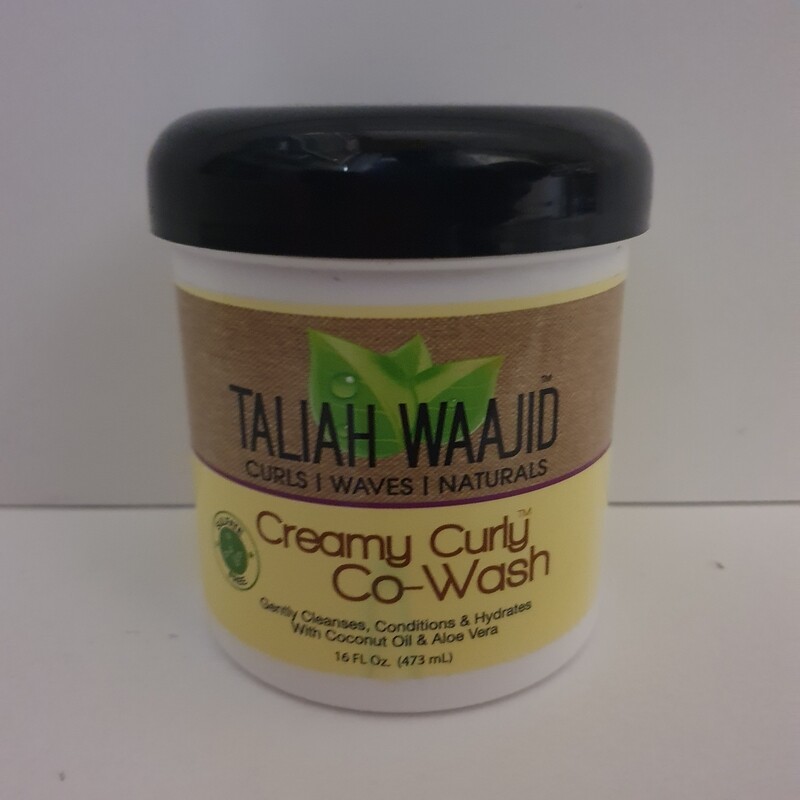 TALIAH WAAJID™
CURLS | WAVES | NATURALS
Creamy Curly™
Co-Wash
Gently Cleanses, Conditions & Hydrates
With Coconut Oil & Aloe Vera
16 FL Oz. (473 mL)